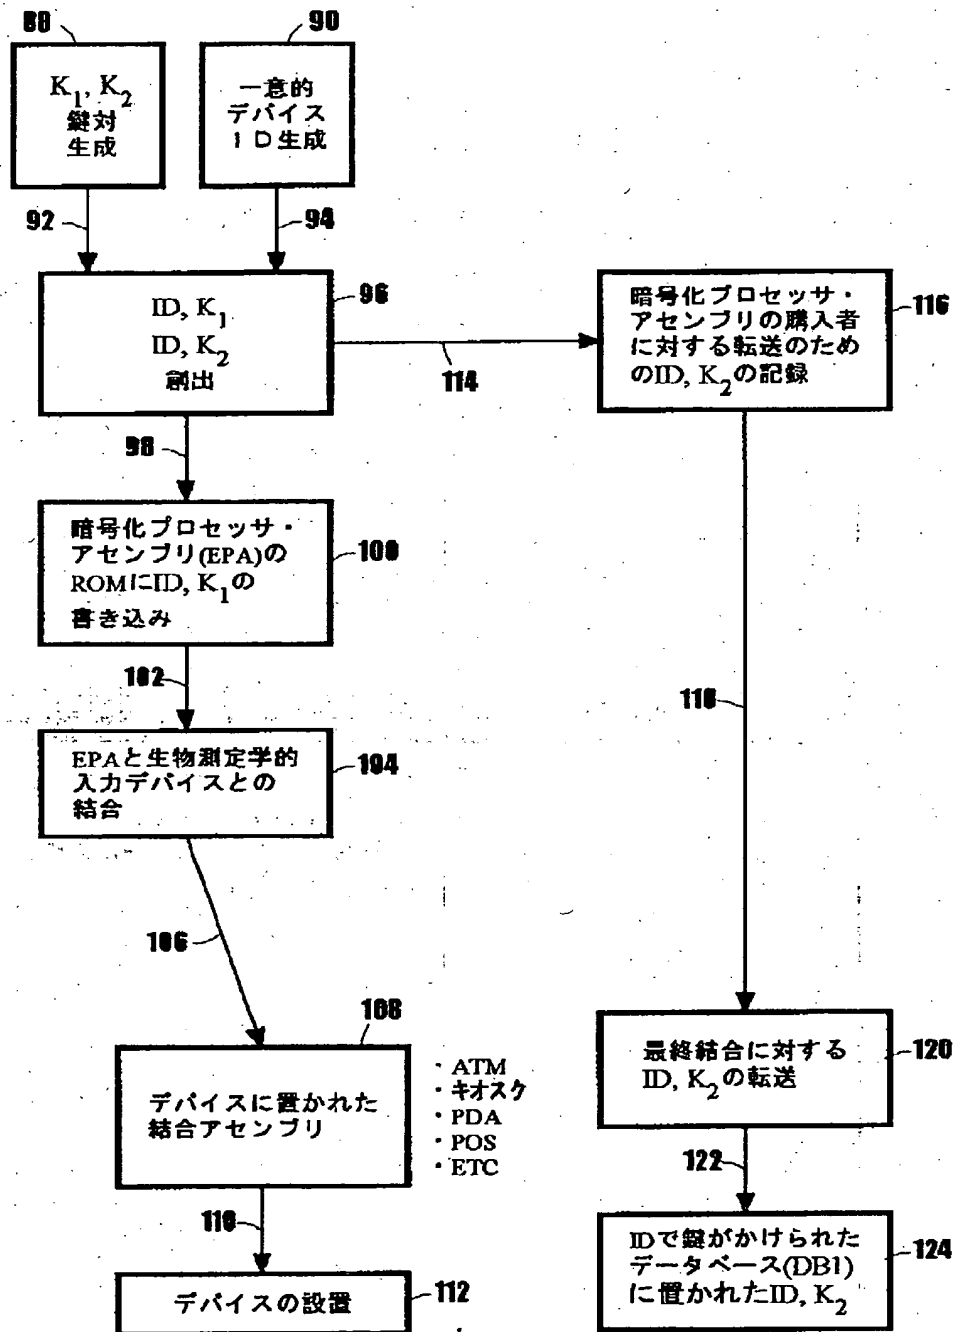 88
K1, K2
鍵対
生成
90
一意的
デバイス
ID生成
92
94
96
ID, K1
ID, K2
創出
114
116
暗号化プロセッサ・
アセンブリの購入者
に対する転送のため
のID, K2の記録
98
100
暗号化プロセッサ・
アセンブリ(EPA)の
ROMにID, K1の
書き込み
102
104
EPAと生物測定学的
入力デバイスとの
結合
106
108
デバイスに置かれた
結合アセンブリ
・ATM
・キオスク
・PDA
・POS
・ETC
110
112
デバイスの設置
118
120
最終結合に対する
ID, K2の転送
122
124
IDで鍵がかけられた
データベース(DB1)
に置かれたID, K2